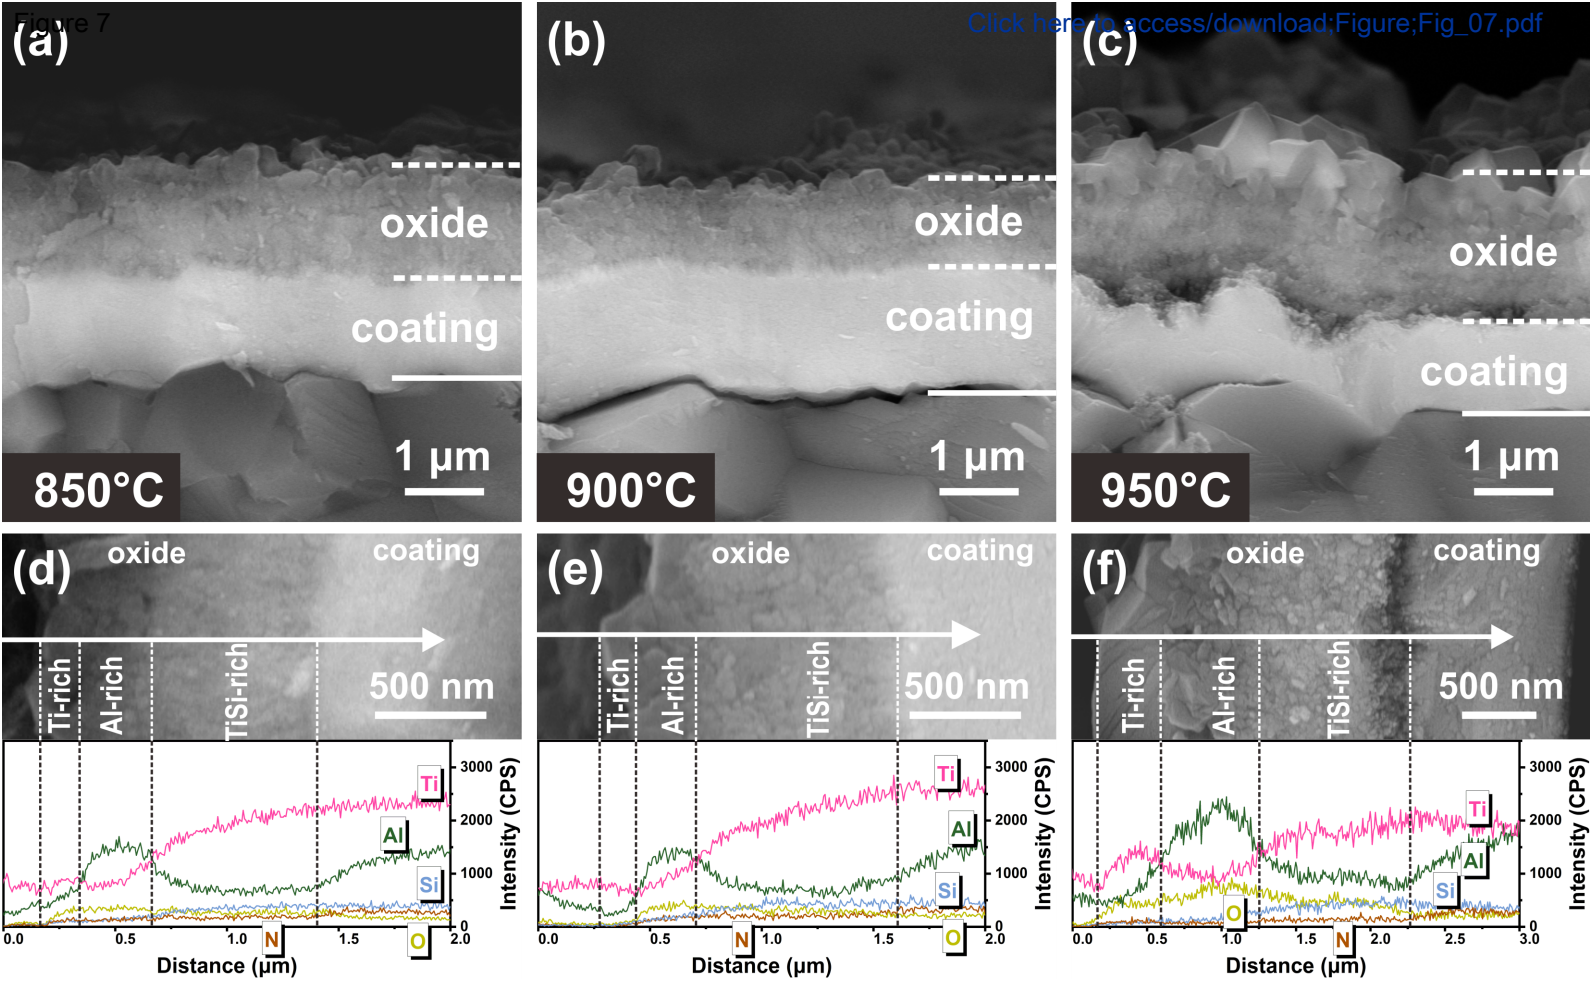 Figure 7
Click here to access/download;Figure;Fig_07.pdf
(a)
oxide
coating
1 μm
850°C
(b)
oxide
coating
1 μm
900°C
(c)
oxide
coating
1 μm
950°C
(d)
oxide
coating
Ti-rich
Al-rich
TiSi-rich
500 nm
Ti
Al
Si
N
O
3000
2000
1000
0
Intensity (CPS)
0.0 0.5 1.0 1.5 2.0
Distance (μm)
(e)
oxide
coating
Ti-rich
Al-rich
TiSi-rich
500 nm
Ti
Al
Si
N
O
3000
2000
1000
0
Intensity (CPS)
0.0 0.5 1.0 1.5 2.0
Distance (μm)
(f)
oxide
coating
Ti-rich
Al-rich
TiSi-rich
500 nm
Ti
Al
Si
O
N
3000
2000
1000
0
Intensity (CPS)
0.0 0.5 1.0 1.5 2.0 2.5 3.0
Distance (μm)